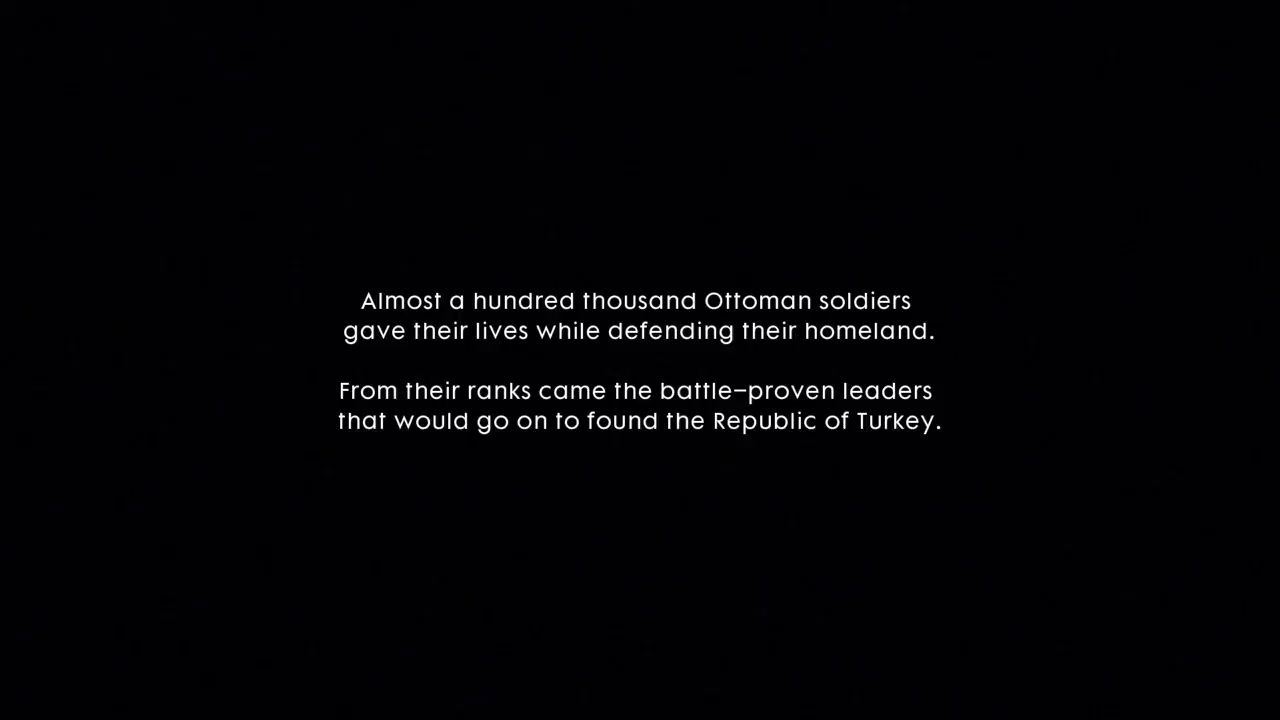 Almost a hundred thousand Ottoman soldiers
gave their lives while defending their homeland.
From their ranks came the battle–proven leaders
that would go on to found the Republic of Turkey.